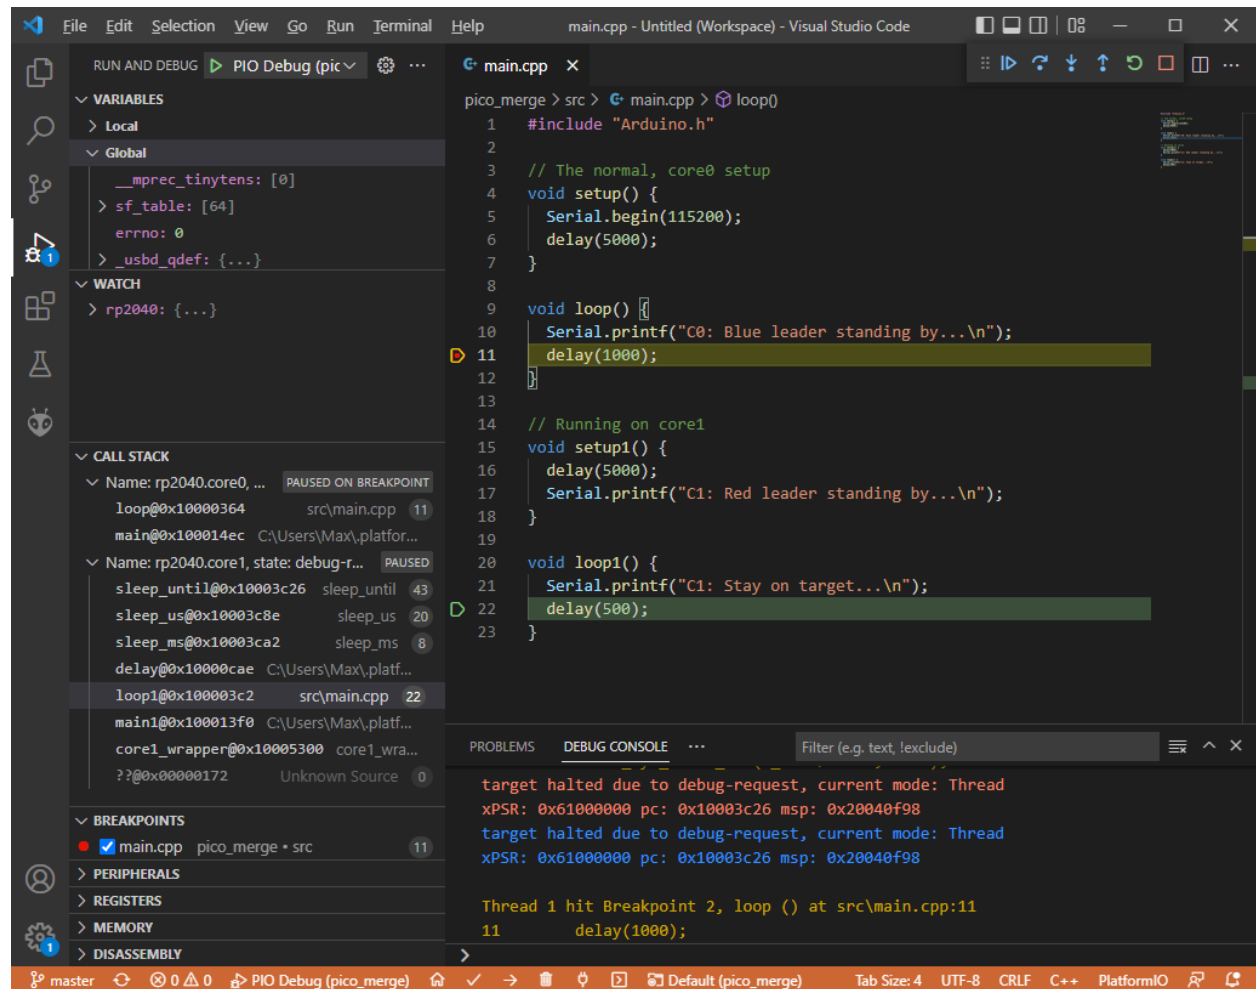 File Edit Selection View Go Run Terminal Help main.cpp - Untitled (Workspace) - Visual Studio Code
RUN AND DEBUG PIO Debug (pic
VARIABLES
Local
Global
__mprec_tinytens: [0]
sf_table: [64]
errno: 0
_usbd_qdef: {...}
WATCH
rp2040: {...}
CALL STACK
Name: rp2040.core0, ... PAUSED ON BREAKPOINT
loop@0x10000364 src\main.cpp 11
main@0x100014ec C:\Users\Max\.platfor...
Name: rp2040.core1, state: debug-r... PAUSED
sleep_until@0x10003c26 sleep_until 43
sleep_us@0x10003c8e sleep_us 20
sleep_ms@0x10003ca2 sleep_ms 8
delay@0x10000cae C:\Users\Max\.platf...
loop1@0x100003c2 src\main.cpp 22
main1@0x100013f0 C:\Users\Max\.platf...
core1_wrapper@0x10005300 core1_wra...
??@0x00000172 Unknown Source 0
BREAKPOINTS
main.cpp pico_merge • src 11
PERIPHERALS
REGISTERS
MEMORY
DISASSEMBLY
1
1
main.cpp
pico_merge > src > main.cpp > loop()
1 #include "Arduino.h"
2
3 // The normal, core0 setup
4 void setup() {
5 Serial.begin(115200);
6 delay(5000);
7 }
8
9 void loop() {
10 Serial.printf("C0: Blue leader standing by...\n");
11 delay(1000);
12 }
13
14 // Running on core1
15 void setup1() {
16 delay(5000);
17 Serial.printf("C1: Red leader standing by...\n");
18 }
19
20 void loop1() {
21 Serial.printf("C1: Stay on target...\n");
22 delay(500);
23 }
PROBLEMS DEBUG CONSOLE ... Filter (e.g. text, !exclude)
target halted due to debug-request, current mode: Thread
xPSR: 0x61000000 pc: 0x10003c26 msp: 0x20040f98
target halted due to debug-request, current mode: Thread
xPSR: 0x61000000 pc: 0x10003c26 msp: 0x20040f98
Thread 1 hit Breakpoint 2, loop () at src\main.cpp:11
11 delay(1000);
master 0 0 PIO Debug (pico_merge) Default (pico_merge) Tab Size: 4 UTF-8 CRLF C++ PlatformIO